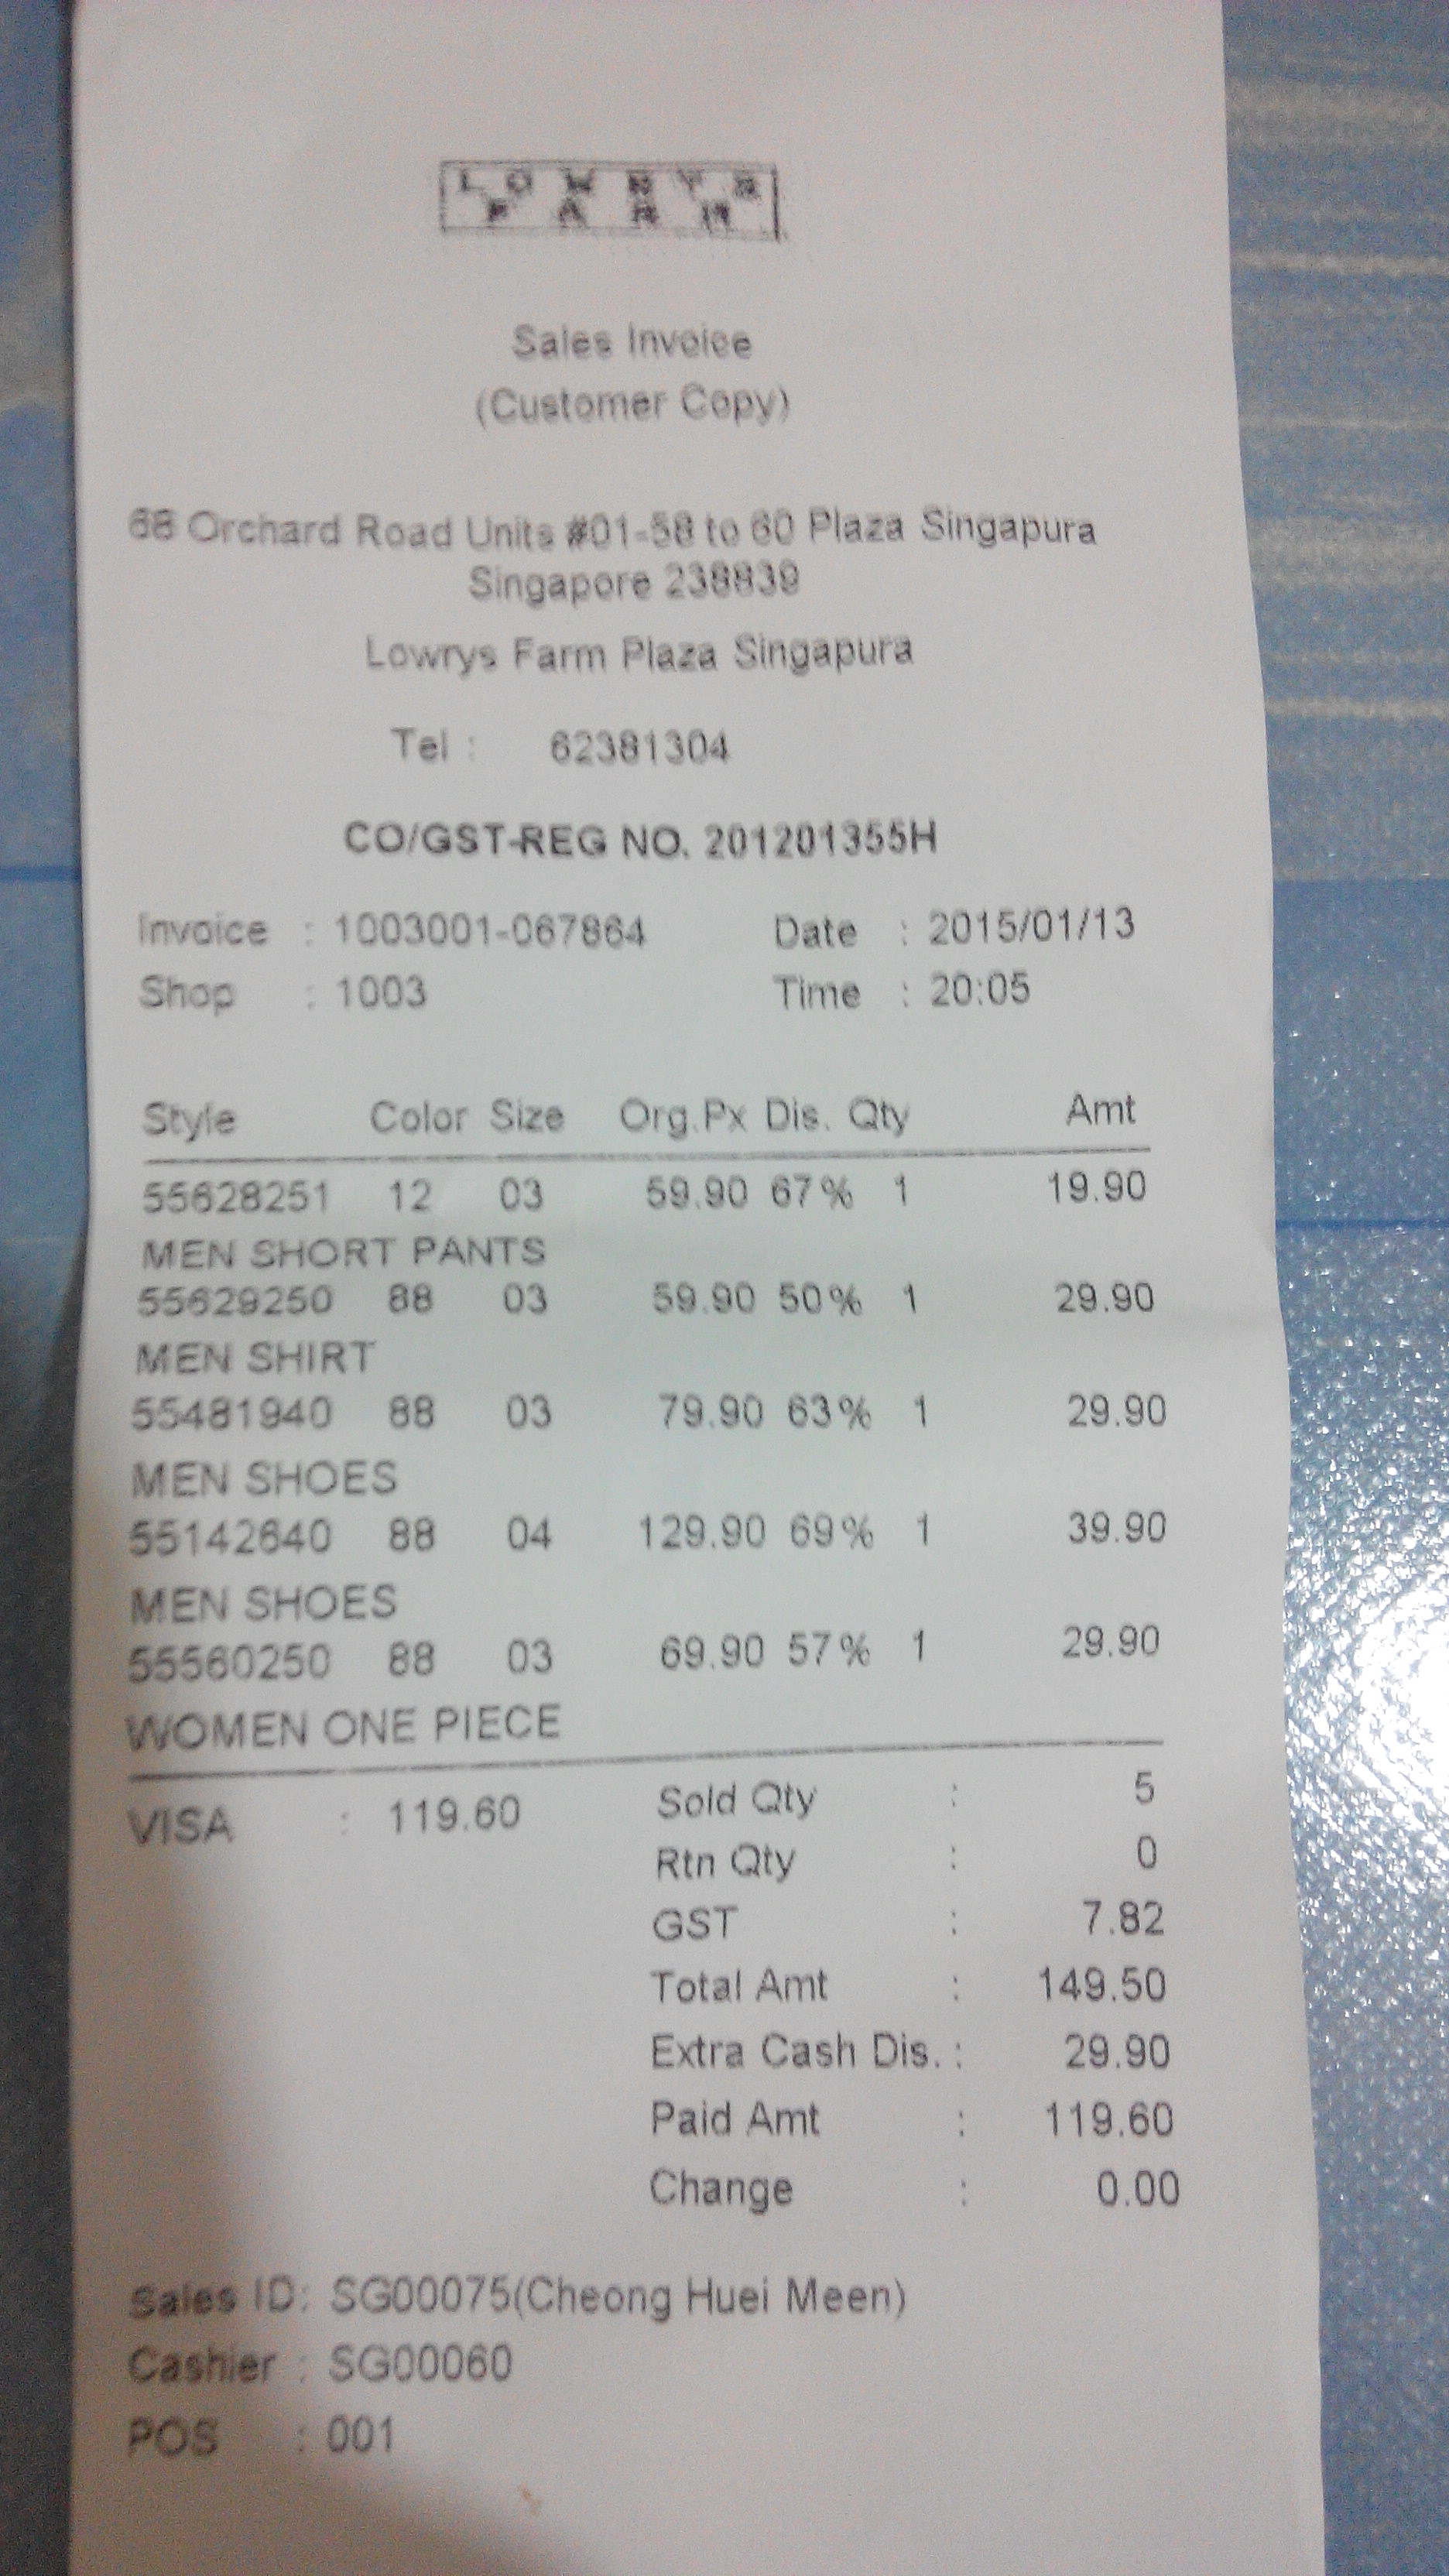 LOWRYS
FARM
Sales Invoice
(Customer Copy)
68 Orchard Road Units #01-58 to 60 Plaza Singapura
Singapore 238839
Lowrys Farm Plaza Singapura
Tel : 62381304
CO/GST-REG NO. 201201355H
Invoice : 1003001-067864 Date : 2015/01/13
Shop : 1003 Time : 20:05
Style Color Size Org.Px Dis. Qty Amt
55628251 12 03 59.90 67% 1 19.90
MEN SHORT PANTS
55629250 88 03 59.90 50% 1 29.90
MEN SHIRT
55481940 88 03 79.90 63% 1 29.90
MEN SHOES
55142640 88 04 129.90 69% 1 39.90
MEN SHOES
55560250 88 03 69.90 57% 1 29.90
WOMEN ONE PIECE
VISA : 119.60 Sold Qty : 5
Rtn Qty : 0
GST : 7.82
Total Amt : 149.50
Extra Cash Dis. : 29.90
Paid Amt : 119.60
Change : 0.00
Sales ID: SG00075(Cheong Huei Meen)
Cashier : SG00060
POS : 001